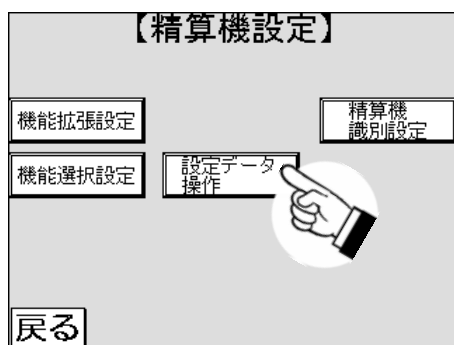 【精算機設定】
機能拡張設定
精算機
識別設定
機能選択設定
設定データ
操作
戻る